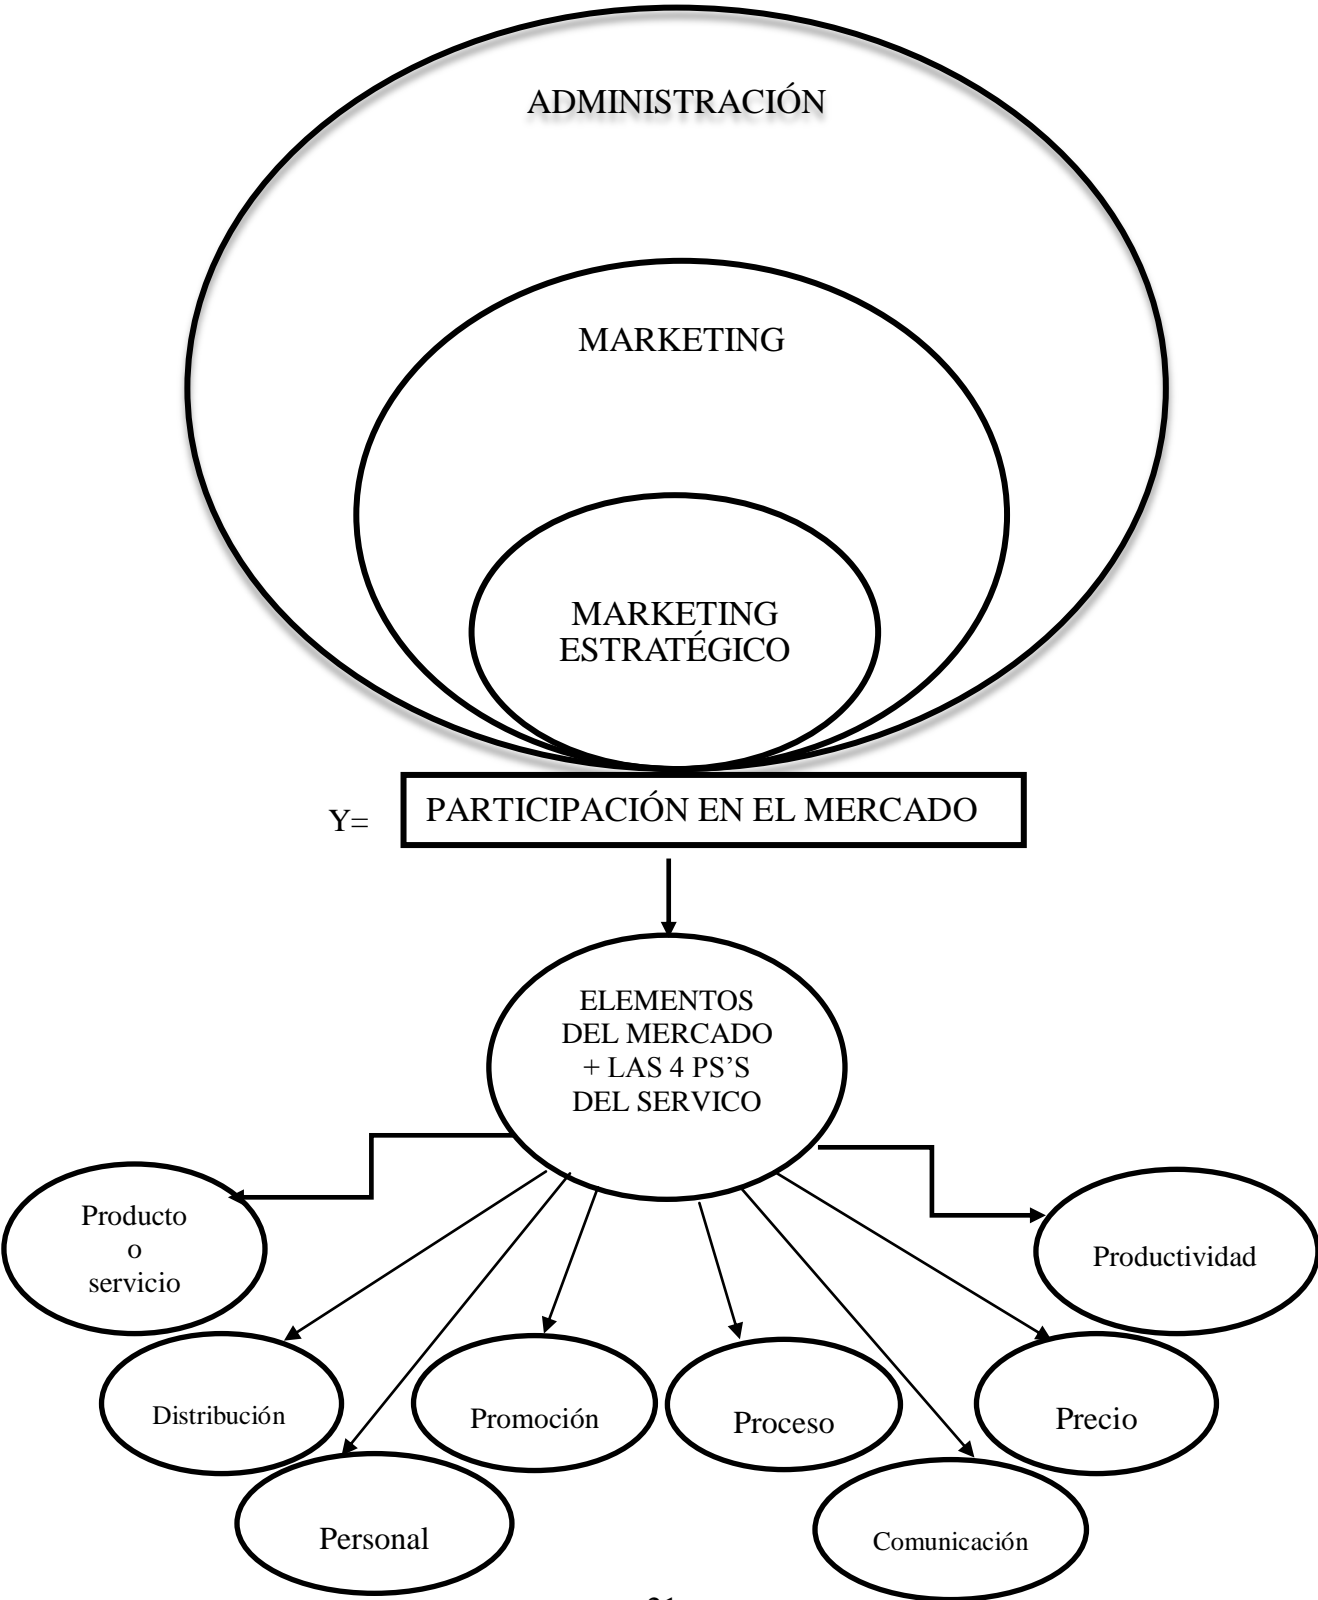 ADMINISTRACIÓN
MARKETING
MARKETING
ESTRATÉGICO
Y=
PARTICIPACIÓN EN EL MERCADO
ELEMENTOS
DEL MERCADO
+ LAS 4 PS’S
DEL SERVICO
Producto
o
servicio
Productividad
Distribución
Promoción
Proceso
Precio
Personal
Comunicación